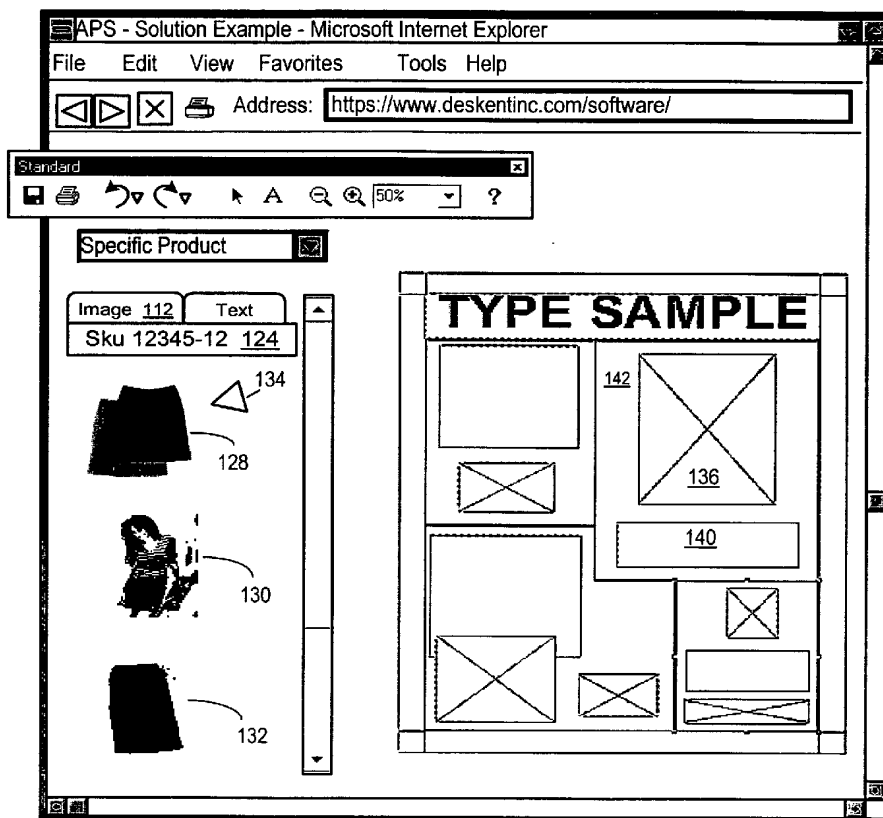 APS - Solution Example - Microsoft Internet Explorer
File Edit View Favorites Tools Help
Address: https://www.deskentinc.com/software/
Standard
A 50% ?
Specific Product
Image 112 Text
Sku 12345-12 124
TYPE SAMPLE
134
142
128
136
140
130
132